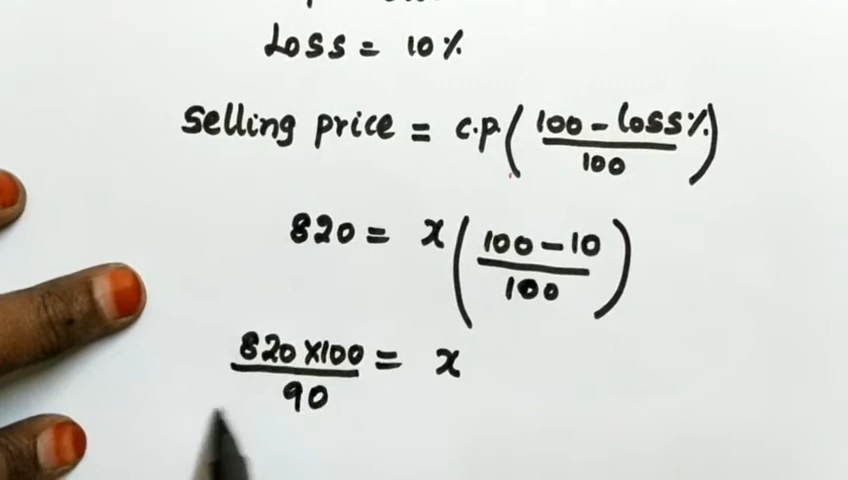 Loss = 10%
Selling price = C.P. ( 100 - Loss% / 100 )
820 = x ( 100 - 10 / 100 )
820 x 100 / 90 = x